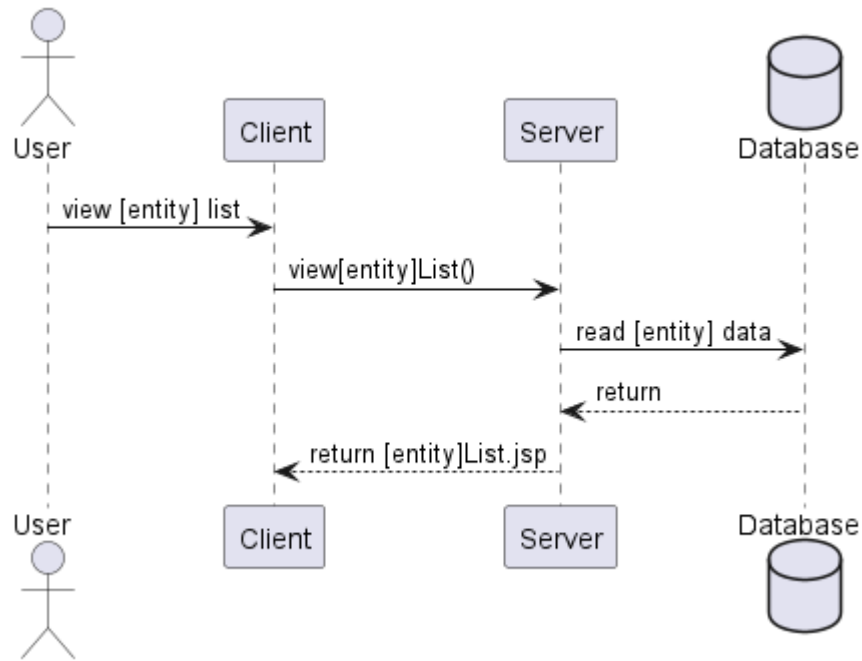 User
Client
Server
Database
view [entity] list
view[entity]List()
read [entity] data
return
return [entity]List.jsp
User
Client
Server
Database